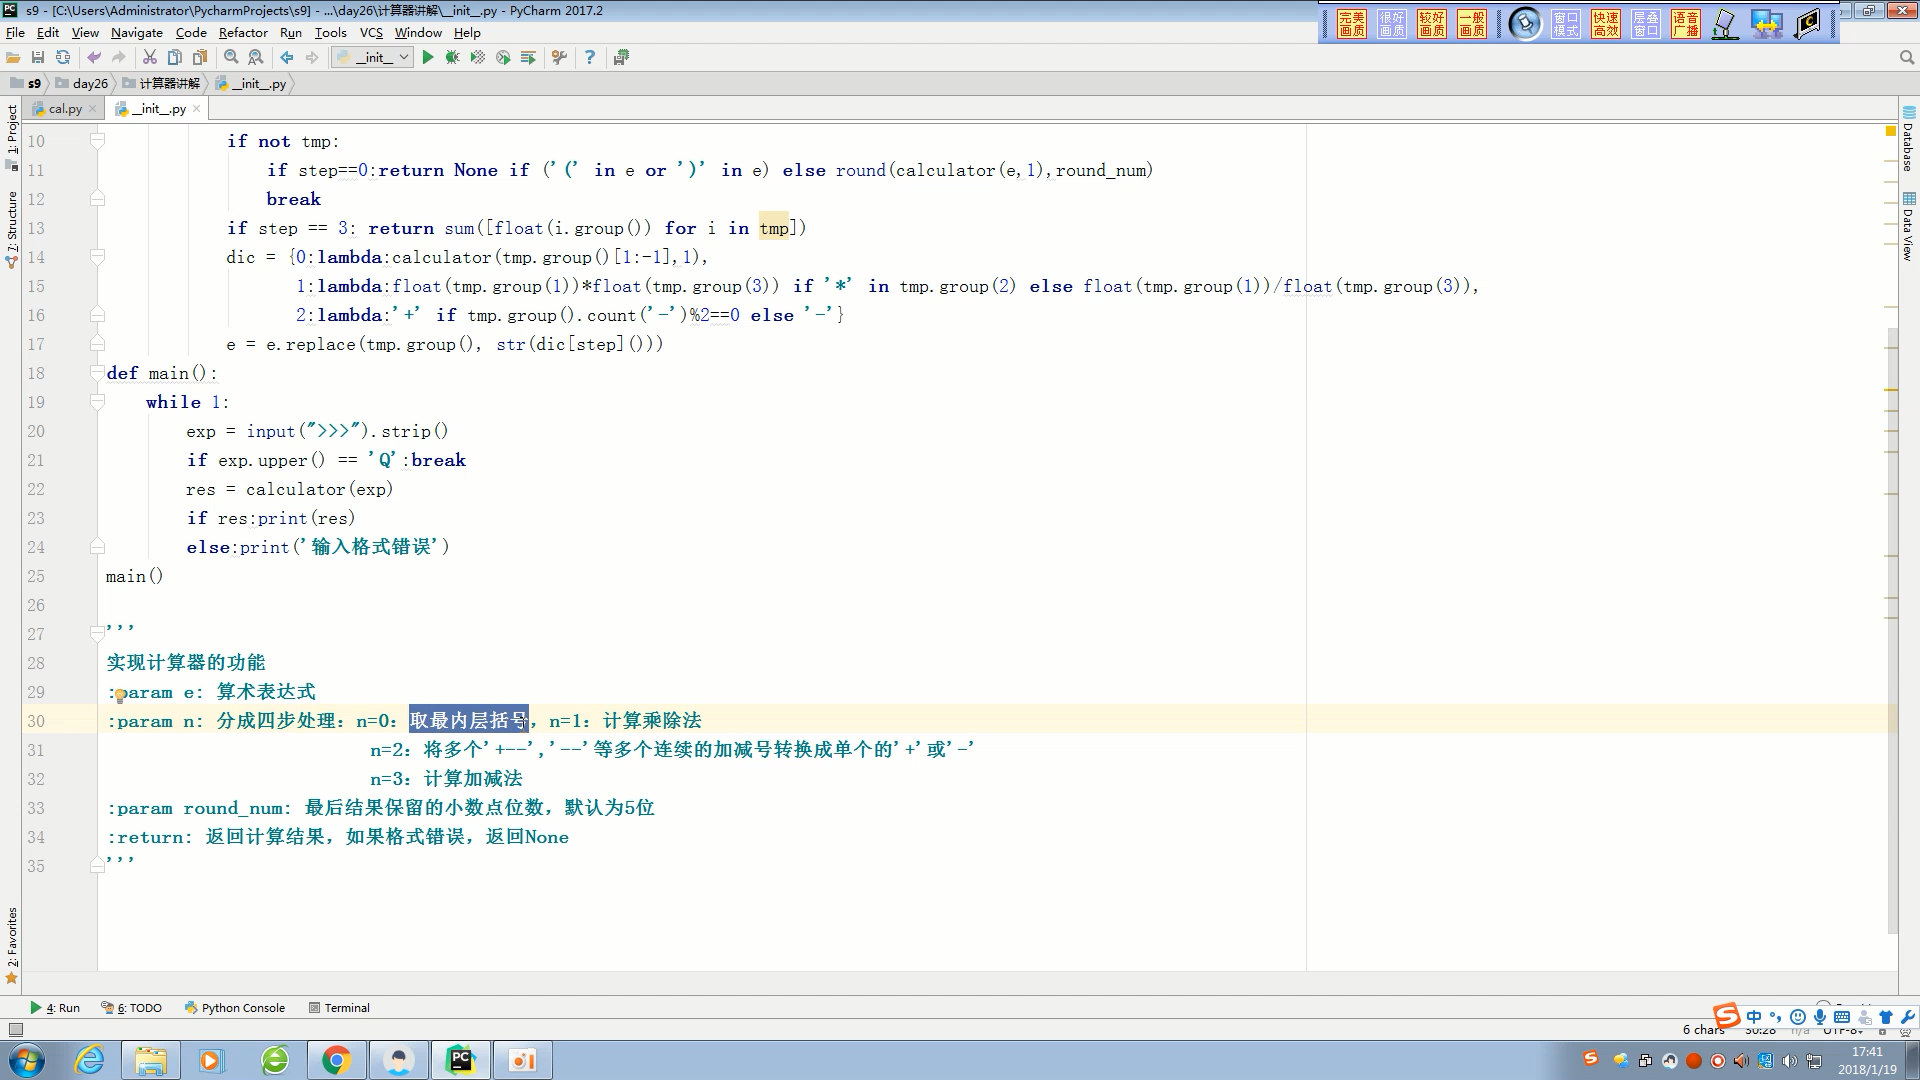 s9 - [C:\Users\Administrator\PycharmProjects\s9] - ...\day26\计算器讲解\__init__.py - PyCharm 2017.2
完美画质 很好画质 较好画质 一般画质 窗口模式 快速高效 层叠窗口 语音广播
File Edit View Navigate Code Refactor Run Tools VCS Window Help
__init__
s9 day26 计算器讲解 __init__.py
cal.py __init__.py
1: Project
7: Structure
2: Favorites
Database
Data View
10 if not tmp:
11 if step==0:return None if ('(' in e or ')' in e) else round(calculator(e,1),round_num)
12 break
13 if step == 3: return sum([float(i.group()) for i in tmp])
14 dic = {0:lambda:calculator(tmp.group()[1:-1],1),
15 1:lambda:float(tmp.group(1))*float(tmp.group(3)) if '*' in tmp.group(2) else float(tmp.group(1))/float(tmp.group(3)),
16 2:lambda:'+' if tmp.group().count('-')%2==0 else '-'}
17 e = e.replace(tmp.group(), str(dic[step]()))
18 def main():
19 while 1:
20 exp = input(">>>").strip()
21 if exp.upper() == 'Q':break
22 res = calculator(exp)
23 if res:print(res)
24 else:print('输入格式错误')
25 main()
26
27 '''
28 实现计算器的功能
29 :param e: 算术表达式
30 :param n: 分成四步处理：n=0：取最内层括号，n=1：计算乘除法
31 n=2：将多个'+--','--'等多个连续的加减号转换成单个的'+'或'-'
32 n=3：计算加减法
33 :param round_num: 最后结果保留的小数点位数，默认为5位
34 :return: 返回计算结果，如果格式错误，返回None
35 '''
4: Run 6: TODO Python Console Terminal
6 chars 30:28 n/a UTF-8
中
17:41
2018/1/19